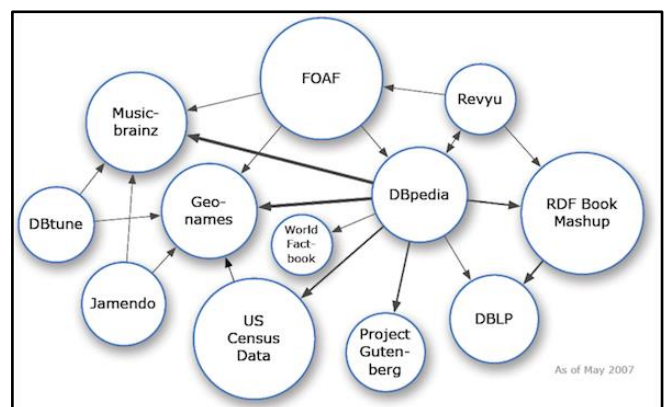 FOAF
Music-
brainz
Revyu
DBpedia
Geo-
names
RDF Book
Mashup
DBtune
World
Fact-
book
Jamendo
US
Census
Data
Project
Guten-
berg
DBLP
As of May 2007